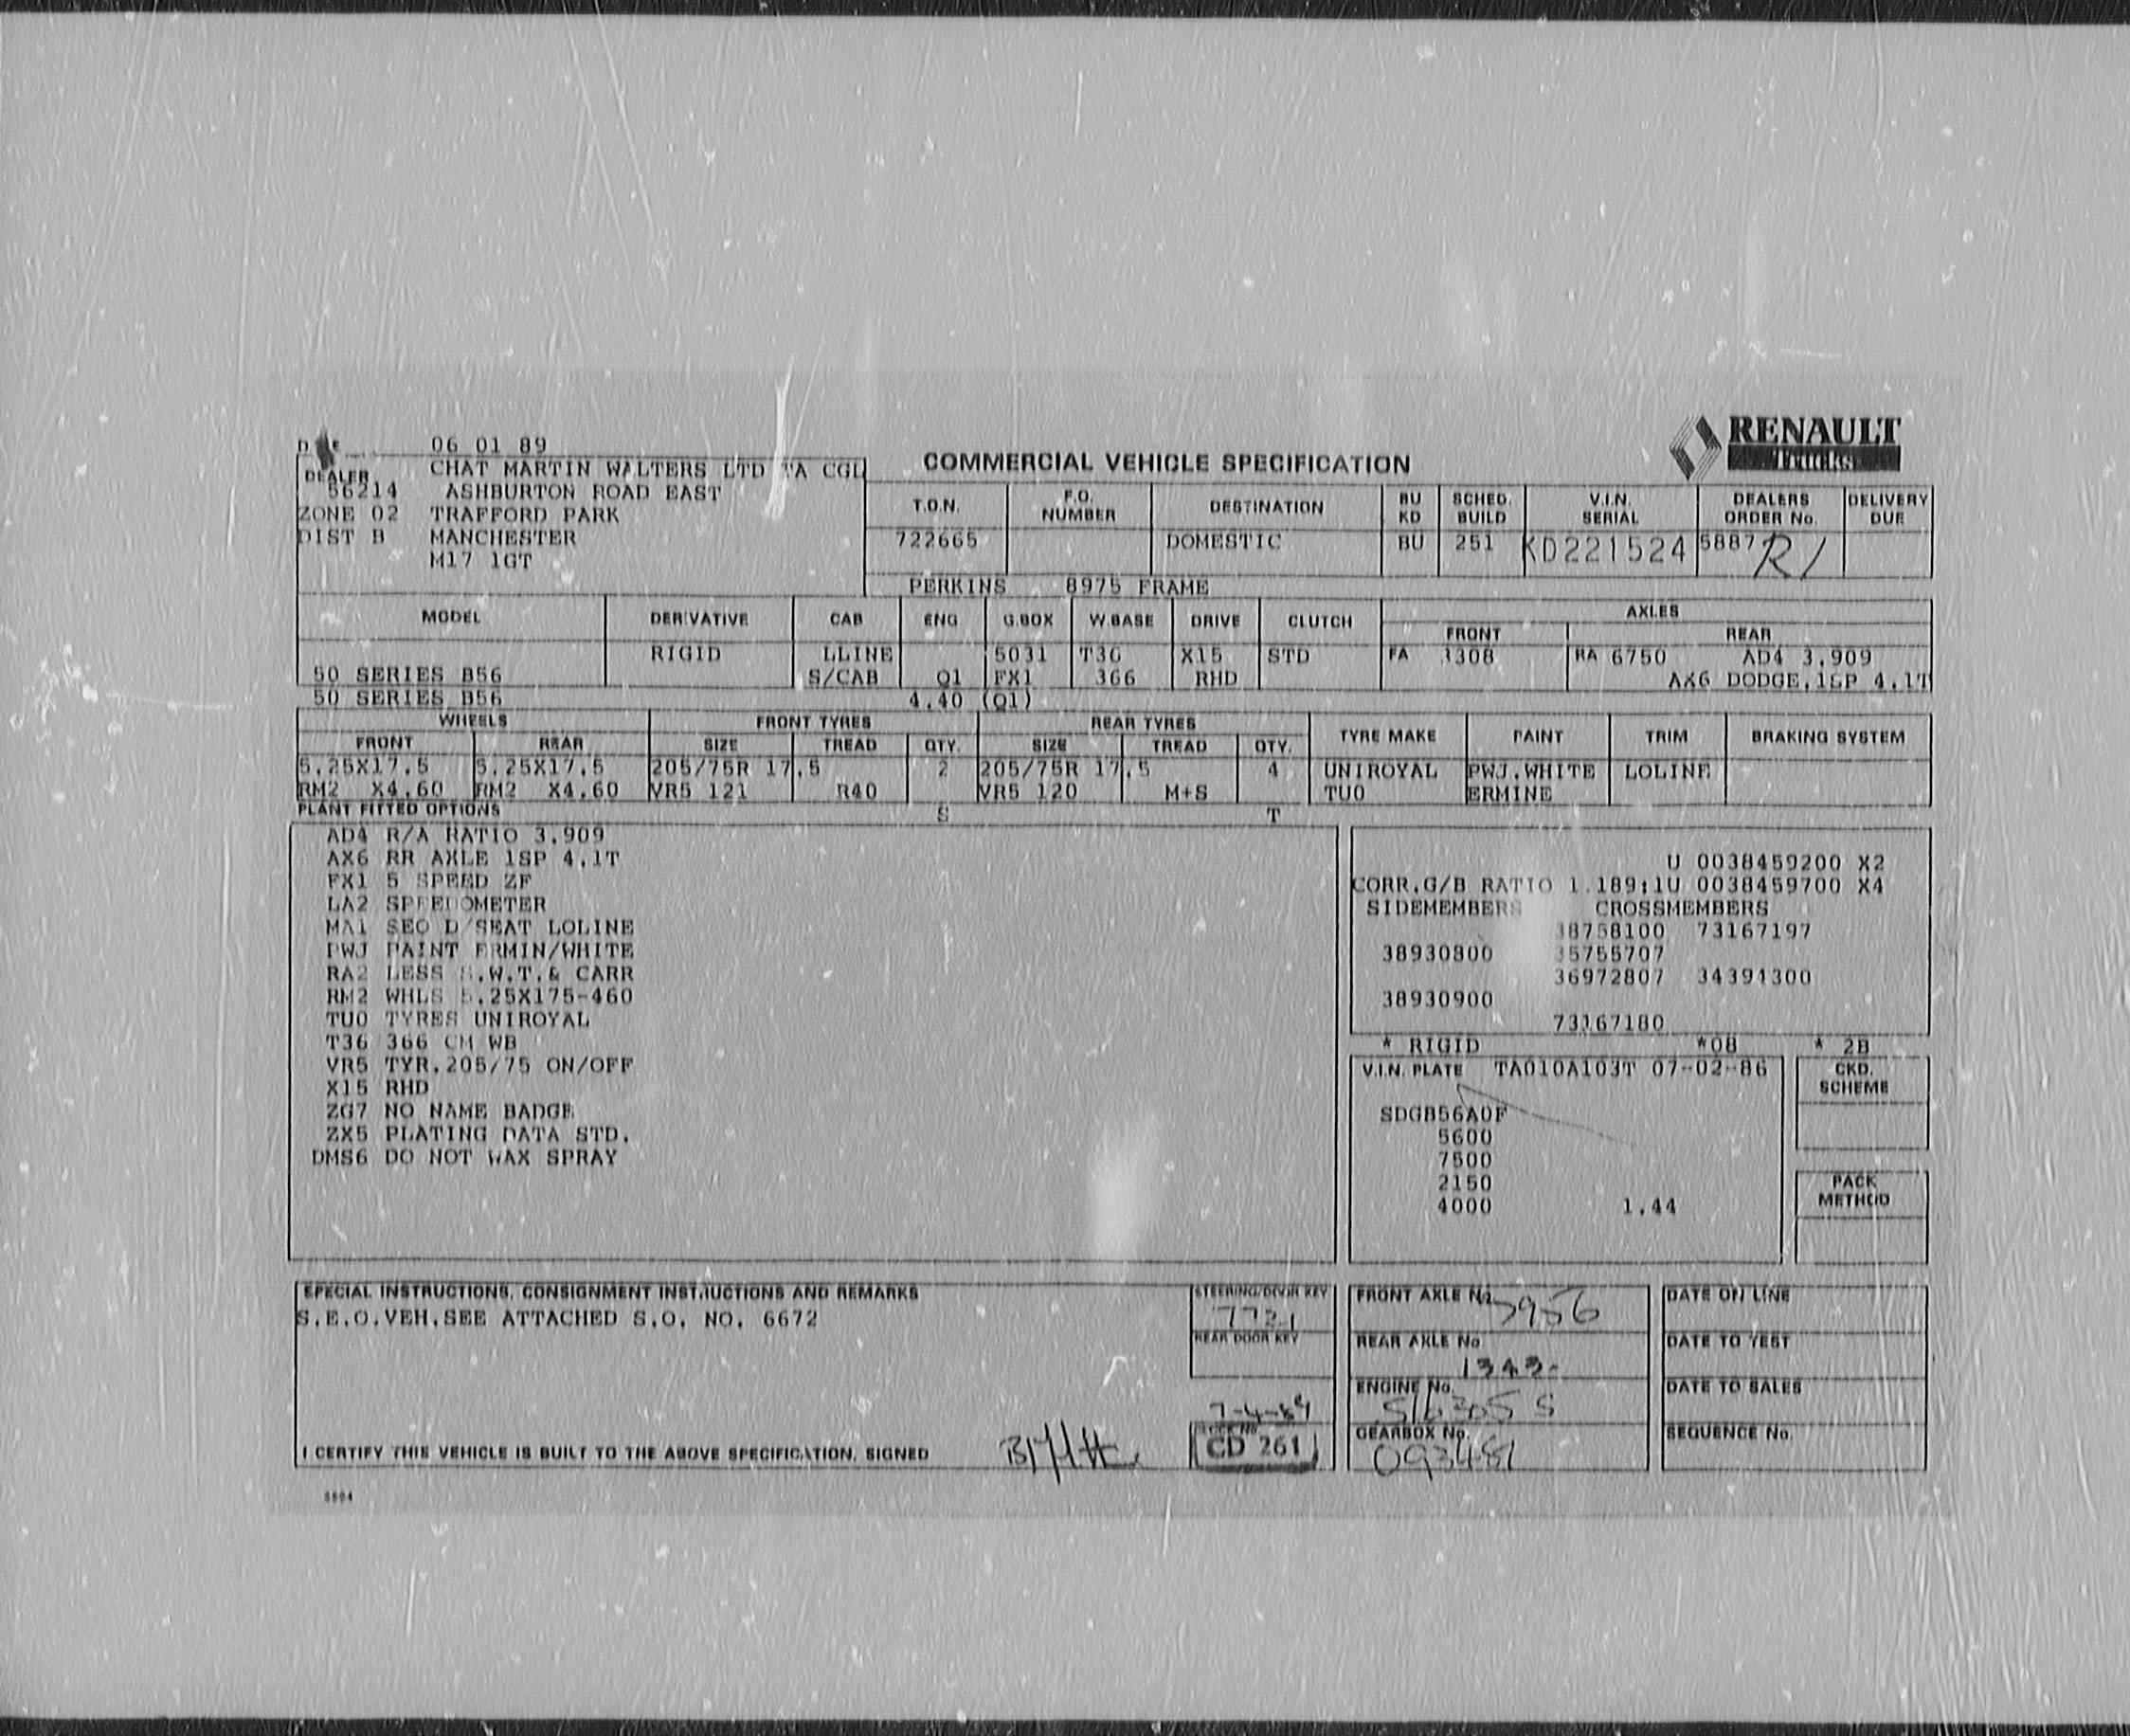 06 01 89
RENAULT
Trucks
DEALER CHAT MARTIN WALTERS LTD TA CGL
COMMERCIAL VEHICLE SPECIFICATION
56214 ASHBURTON ROAD EAST
ZONE 02 TRAFFORD PARK
DIST B MANCHESTER
M17 1GT
T.O.N. F.O. NUMBER DESTINATION BU KD SCHED. BUILD V.I.N. SERIAL DEALERS ORDER No. DELIVERY DUE
722665 DOMESTIC BU 251 KD221524 5887 R1
PERKINS 8975 FRAME
MODEL DERIVATIVE CAB ENG G.BOX W.BASE DRIVE CLUTCH AXLES
FRONT REAR
RIGID LLINE 5031 T36 X15 STD FA 3308 RA 6750 AD4 3.909
50 SERIES B56 S/CAB Q1 FX1 366 RHD AX6 DODGE.1SP 4.1T
50 SERIES B56 4.40 (Q1)
WHEELS FRONT TYRES REAR TYRES TYRE MAKE PAINT TRIM BRAKING SYSTEM
FRONT REAR SIZE TREAD QTY. SIZE TREAD QTY.
5.25X17.5 5.25X17.5 205/75R 17.5 2 205/75R 17.5 4 UNIROYAL PWJ.WHITE LOLINE
RM2 X4.60 RM2 X4.60 VR5 121 R40 VR5 120 M+S TU0 ERMINE
PLANT FITTED OPTIONS S T
AD4 R/A RATIO 3.909
AX6 RR AXLE 1SP 4.1T
FX1 5 SPEED ZF
LA2 SPEEDOMETER
MA1 SEO D/SEAT LOLINE
PWJ PAINT ERMIN/WHITE
RA2 LESS S.W.T.& CARR
RM2 WHLS 5.25X175-460
TU0 TYRES UNIROYAL
T36 366 CM WB
VR5 TYR.205/75 ON/OFF
X15 RHD
ZG7 NO NAME BADGE
ZX5 PLATING DATA STD.
DMS6 DO NOT WAX SPRAY
U 0038459200 X2
CORR.G/B RATIO 1.189:1U 0038459700 X4
SIDEMEMBERS CROSSMEMBERS
38758100 73167197
38930800 35755707
36972807 34391300
38930900
73167180
* RIGID *08 * 2B
V.I.N. PLATE TA010A103T 07-02-86
CKD. SCHEME
SDGB56A0F
5600
7500
2150
4000 1.44
PACK METHOD
SPECIAL INSTRUCTIONS, CONSIGNMENT INSTRUCTIONS AND REMARKS
S.E.O.VEH.SEE ATTACHED S.O. NO. 6672
STEERING/DOOR KEY
7721
REAR DOOR KEY
7-4-89
CD 261
I CERTIFY THIS VEHICLE IS BUILT TO THE ABOVE SPECIFICATION. SIGNED
FRONT AXLE No. 5956
REAR AXLE No.
1343
ENGINE No.
GEARBOX No.
093481
DATE ON LINE
DATE TO TEST
DATE TO SALES
SEQUENCE No.